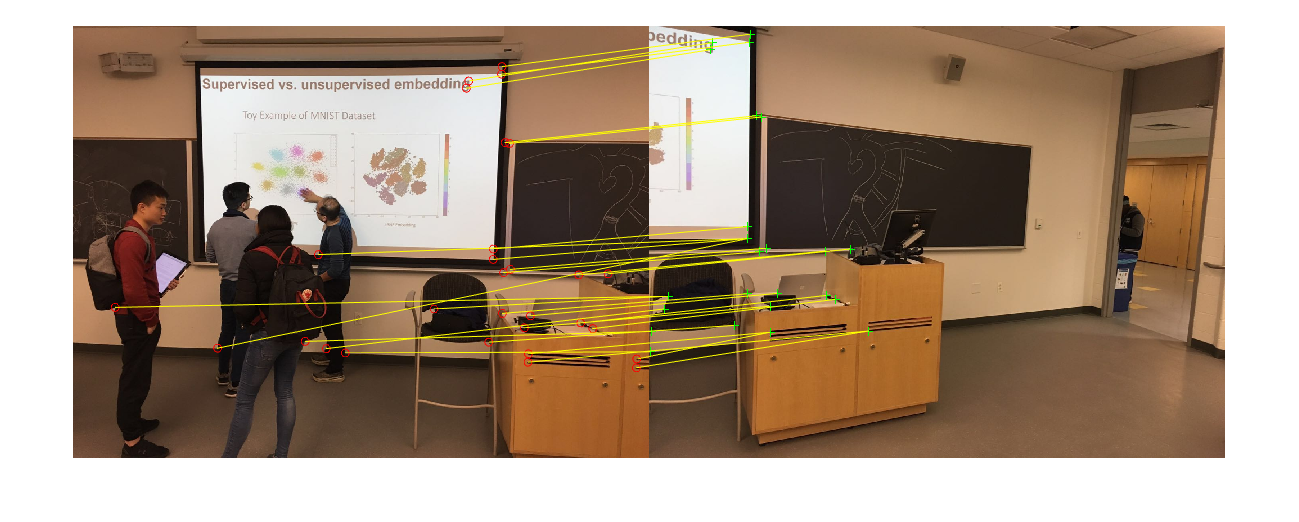 Supervised vs. unsupervised embedding
Toy Example of MNIST Dataset
bedding